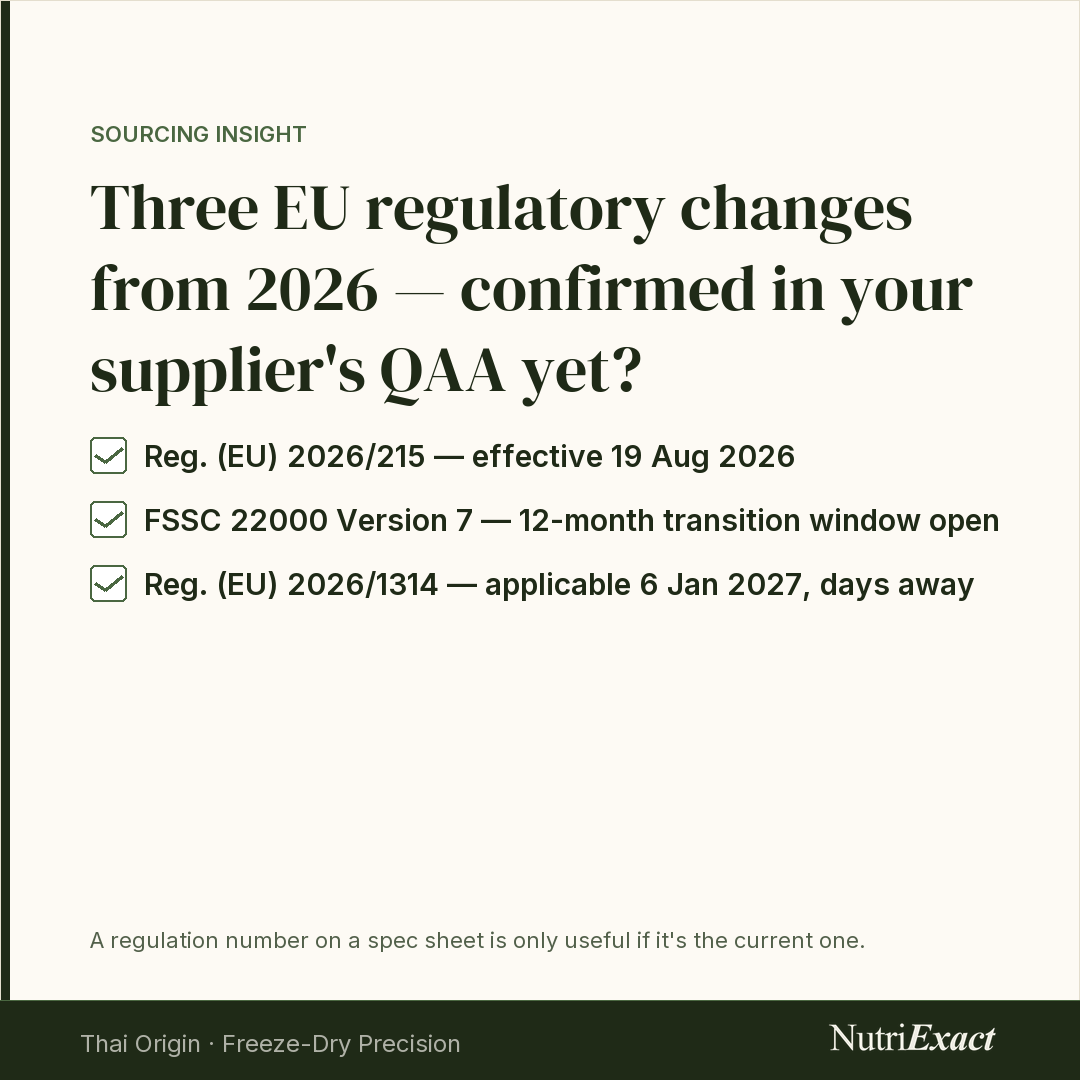 SOURCING INSIGHT
Three EU regulatory changes
from 2026 — confirmed in your
supplier's QAA yet?
Reg. (EU) 2026/215 — effective 19 Aug 2026
FSSC 22000 Version 7 — 12-month transition window open
Reg. (EU) 2026/1314 — applicable 6 Jan 2027, days away
A regulation number on a spec sheet is only useful if it's the current one.
Thai Origin · Freeze-Dry Precision
NutriExact